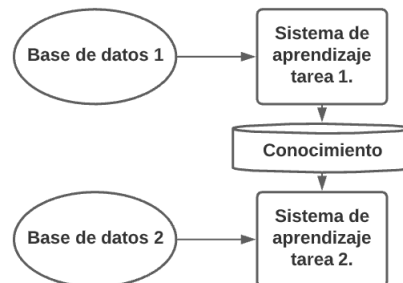 Base de datos 1
Sistema de
aprendizaje
tarea 1.
Conocimiento
Base de datos 2
Sistema de
aprendizaje
tarea 2.